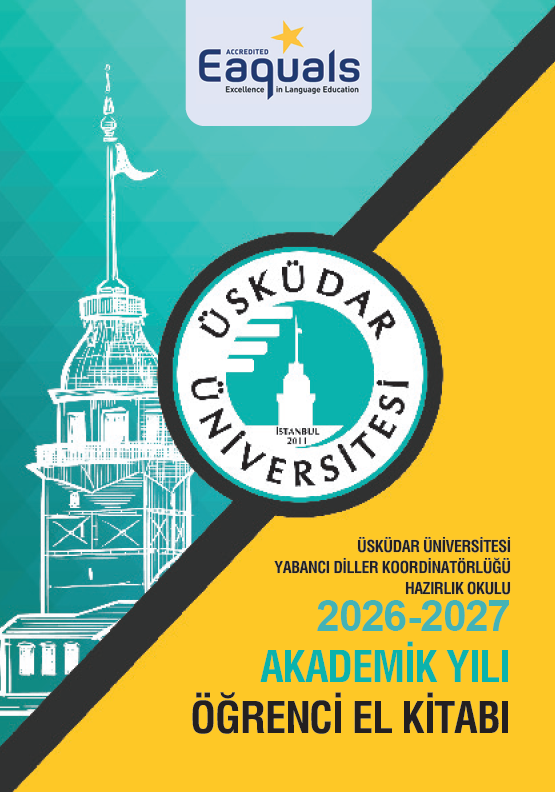 ACCREDITED
Eaquals
Excellence in Language Education
ÜSKÜDAR
ÜNİVERSİTESİ
İSTANBUL
2011
ÜSKÜDAR ÜNİVERSİTESİ
YABANCI DİLLER KOORDİNATÖRLÜĞÜ
HAZIRLIK OKULU
2026-2027
AKADEMİK YILI
ÖĞRENCİ EL KİTABI